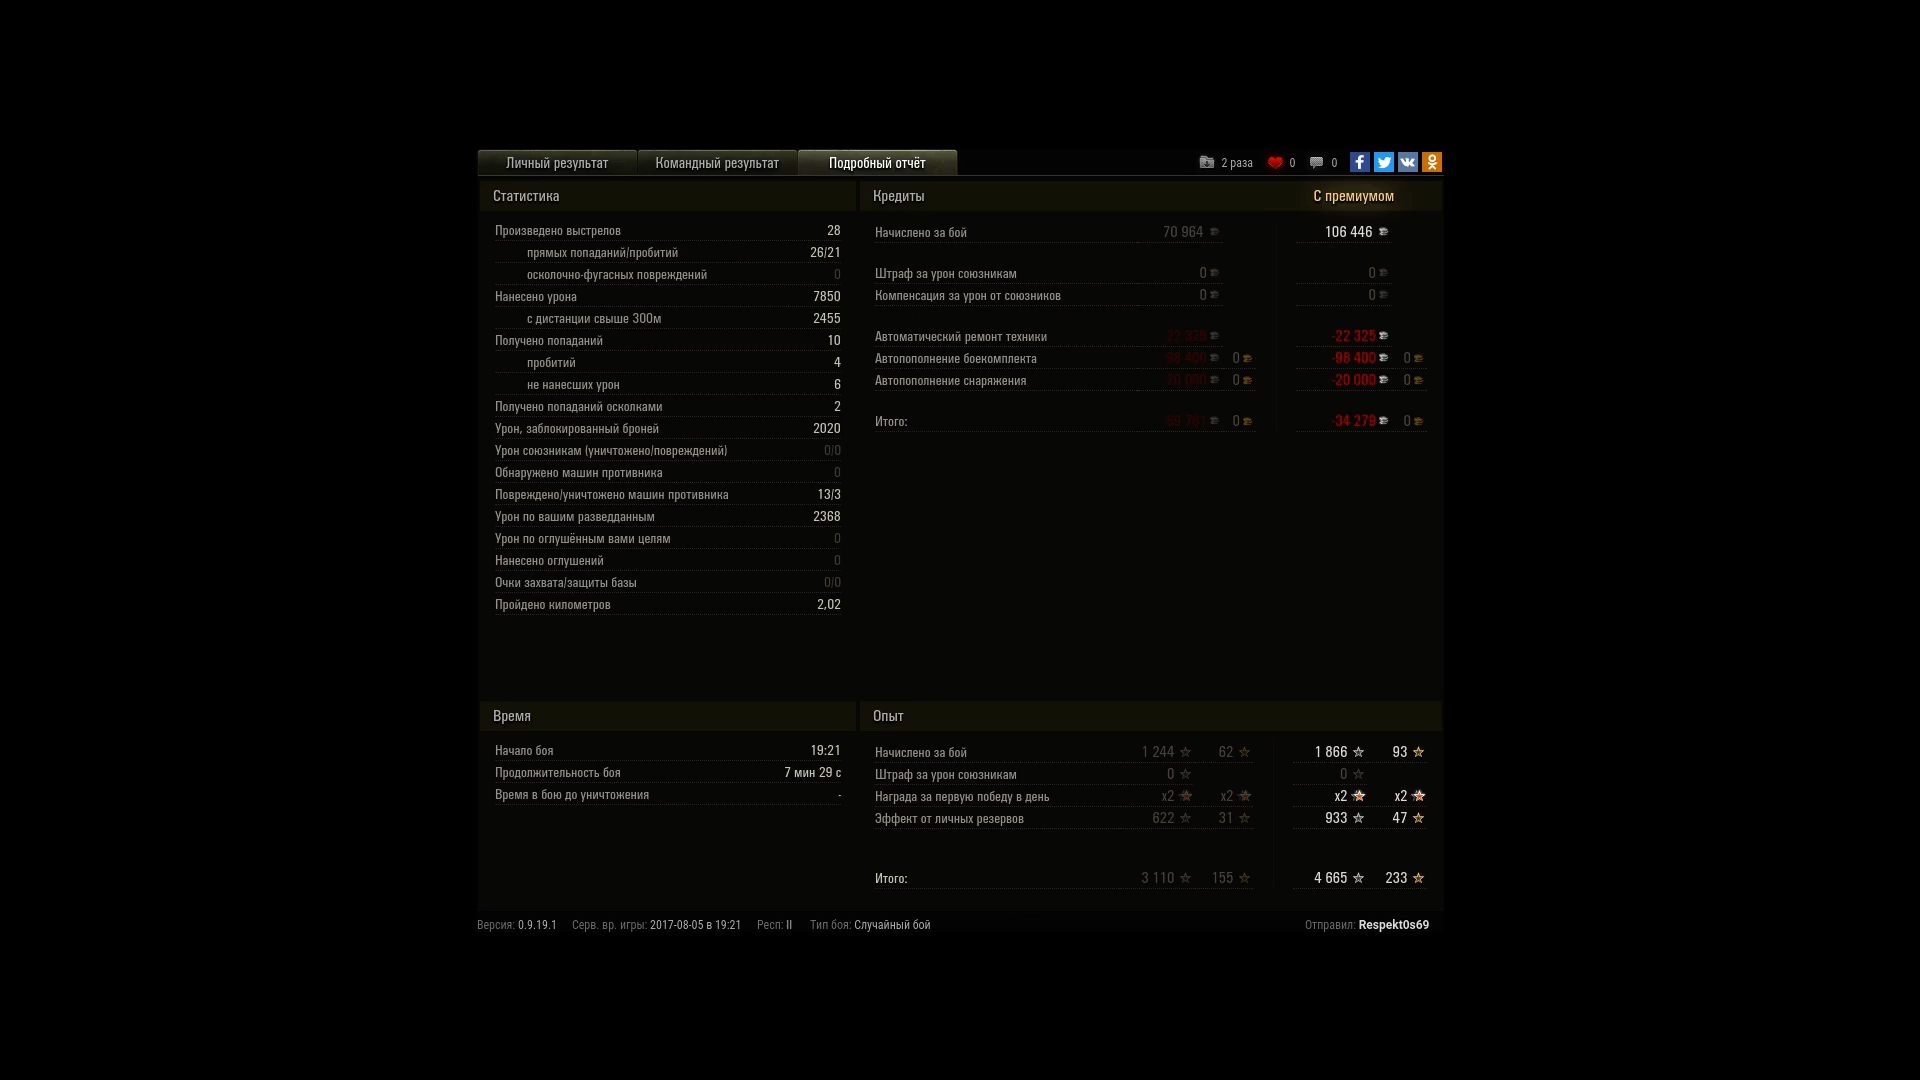 Личный результат Командный результат Подробный отчёт 2 раза 0 0
Статистика
Произведено выстрелов 28
прямых попаданий/пробитий 26/21
осколочно-фугасных повреждений 0
Нанесено урона 7850
с дистанции свыше 300м 2455
Получено попаданий 10
пробитий 4
не нанесших урон 6
Получено попаданий осколками 2
Урон, заблокированный броней 2020
Урон союзникам (уничтожено/повреждений) 0/0
Обнаружено машин противника 0
Повреждено/уничтожено машин противника 13/3
Урон по вашим разведданным 2368
Урон по оглушённым вами целям 0
Нанесено оглушений 0
Очки захвата/защиты базы 0/0
Пройдено километров 2,02
Кредиты С премиумом
Начислено за бой 70 964 106 446
Штраф за урон союзникам 0 0
Компенсация за урон от союзников 0 0
Автоматический ремонт техники -22 325 -22 325
Автопополнение боекомплекта -98 400 0 -98 400 0
Автопополнение снаряжения -20 000 0 -20 000 0
Итого: -69 761 0 -34 279 0
Время
Начало боя 19:21
Продолжительность боя 7 мин 29 с
Время в бою до уничтожения -
Опыт
Начислено за бой 1 244 62 1 866 93
Штраф за урон союзникам 0 0
Награда за первую победу в день x2 x2 x2 x2
Эффект от личных резервов 622 31 933 47
Итого: 3 110 155 4 665 233
Версия: 0.9.19.1 Серв. вр. игры: 2017-08-05 в 19:21 Респ: II Тип боя: Случайный бой Отправил: Respekt0s69